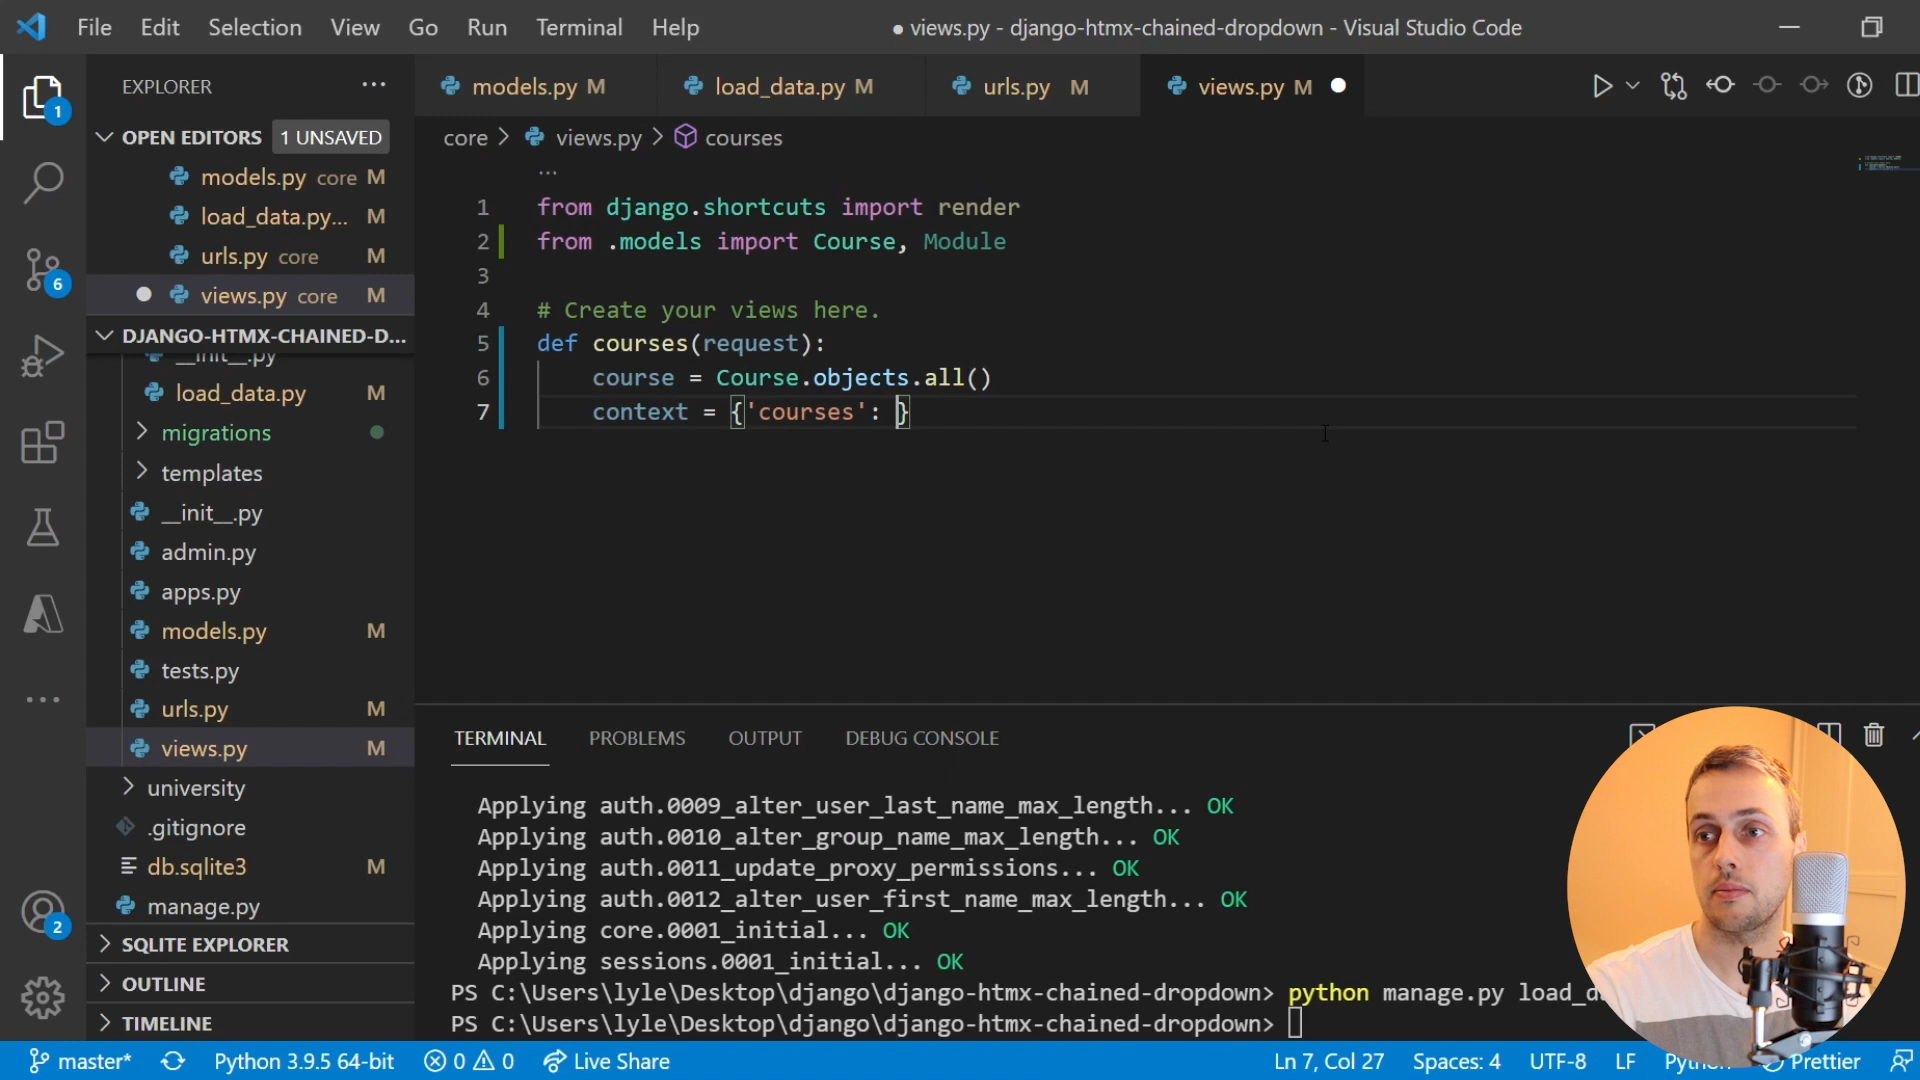 File Edit Selection View Go Run Terminal Help
● views.py - django-htmx-chained-dropdown - Visual Studio Code
EXPLORER ...
models.py M
load_data.py M
urls.py M
views.py M ●
1
OPEN EDITORS 1 UNSAVED
core > views.py > courses
models.py core M
load_data.py... M
urls.py core M
● views.py core M
DJANGO-HTMX-CHAINED-D...
__init__.py
load_data.py M
migrations
templates
__init__.py
admin.py
apps.py
models.py M
tests.py
urls.py M
views.py M
university
.gitignore
db.sqlite3 M
manage.py
SQLITE EXPLORER
OUTLINE
TIMELINE
6
2
...
1 from django.shortcuts import render
2 from .models import Course, Module
3
4 # Create your views here.
5 def courses(request):
6 course = Course.objects.all()
7 context = {'courses': }
TERMINAL PROBLEMS OUTPUT DEBUG CONSOLE
Applying auth.0009_alter_user_last_name_max_length... OK
Applying auth.0010_alter_group_name_max_length... OK
Applying auth.0011_update_proxy_permissions... OK
Applying auth.0012_alter_user_first_name_max_length... OK
Applying core.0001_initial... OK
Applying sessions.0001_initial... OK
PS C:\Users\lyle\Desktop\django\django-htmx-chained-dropdown> python manage.py
PS C:\Users\lyle\Desktop\django\django-htmx-chained-dropdown>
master* Python 3.9.5 64-bit 0 0 Live Share Ln 7, Col 27 Spaces: 4 UTF-8 LF Prettier